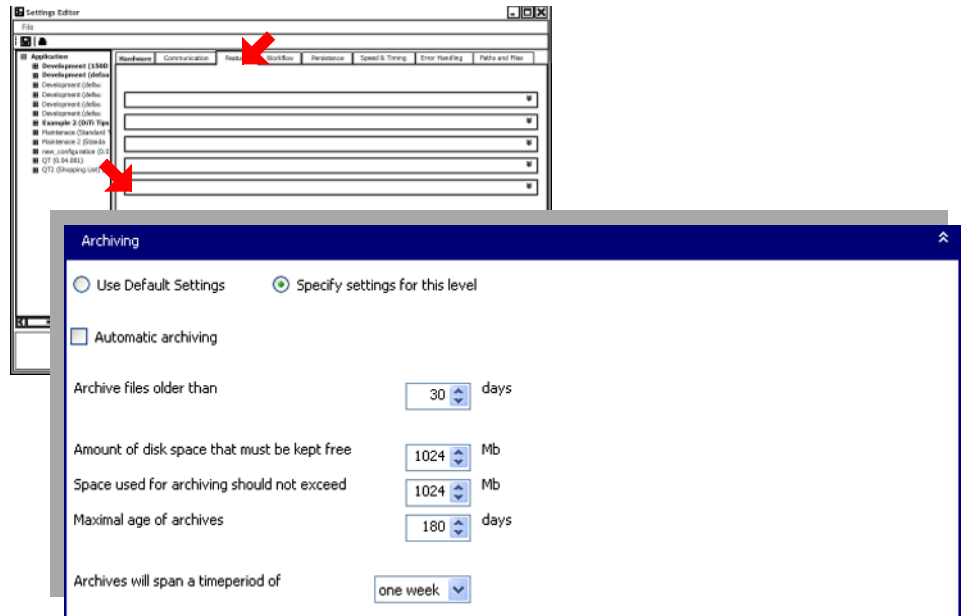 Settings Editor
File
Application
Development (1500
Development (defau
Development (defau
Development (defau
Development (defau
Development (defau
Example 2 (DiTi Tips
Maintenace (Standard T
Maintenace 2 (Standa
new_configuration (0.0
QT (0.04.001)
QT2 (Shopping List)
Hardware Communication Workflow Persistence Speed & Timing Error Handling Paths and Files
Archiving
Use Default Settings Specify settings for this level
Automatic archiving
Archive files older than 30 days
Amount of disk space that must be kept free 1024 Mb
Space used for archiving should not exceed 1024 Mb
Maximal age of archives 180 days
Archives will span a timeperiod of one week